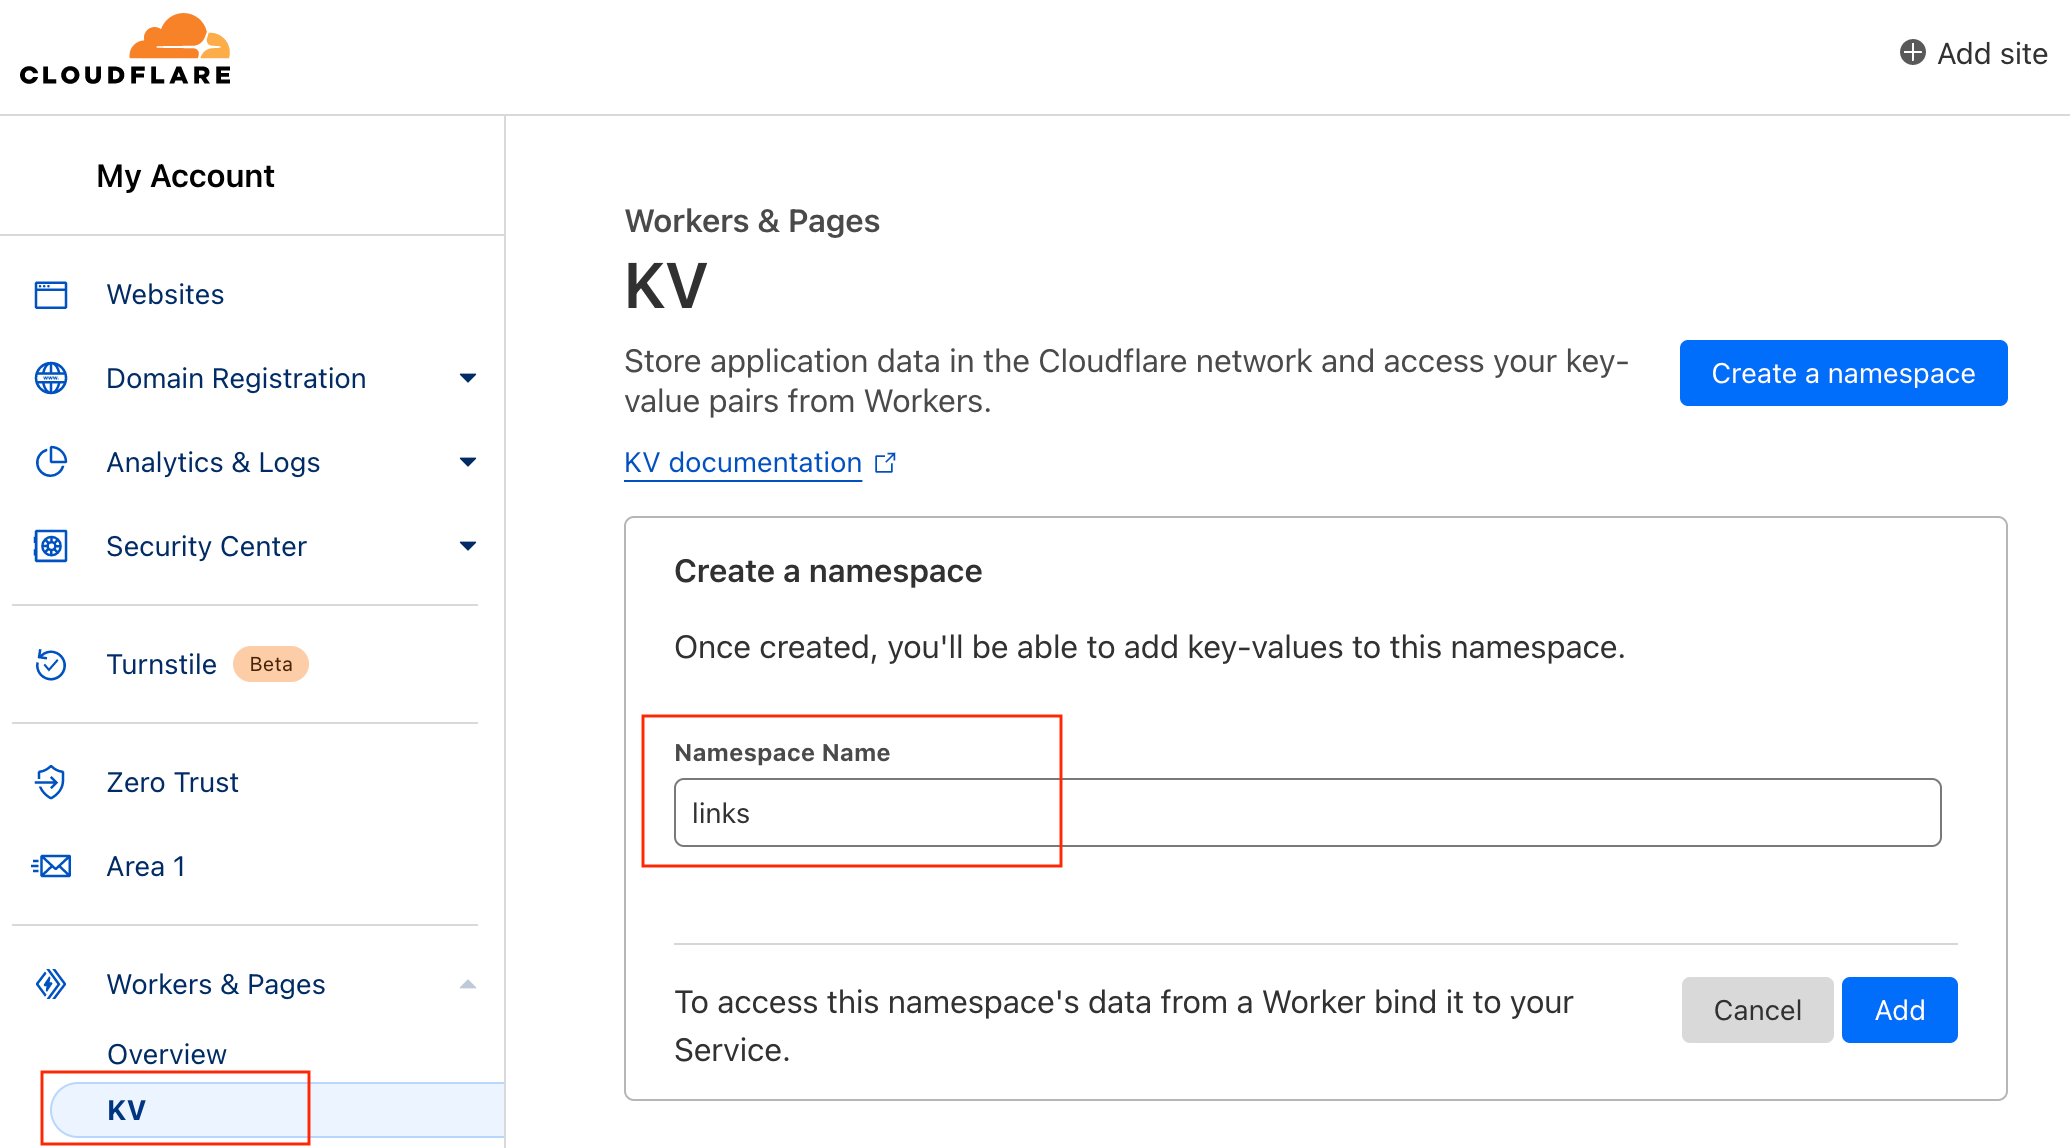 CLOUDFLARE
Add site
My Account
Websites
Domain Registration
Analytics & Logs
Security Center
Turnstile Beta
Zero Trust
Area 1
Workers & Pages
Overview
KV
Workers & Pages
KV
Store application data in the Cloudflare network and access your key-
value pairs from Workers.
Create a namespace
KV documentation
Create a namespace
Once created, you'll be able to add key-values to this namespace.
Namespace Name
links
To access this namespace's data from a Worker bind it to your
Service.
Cancel
Add